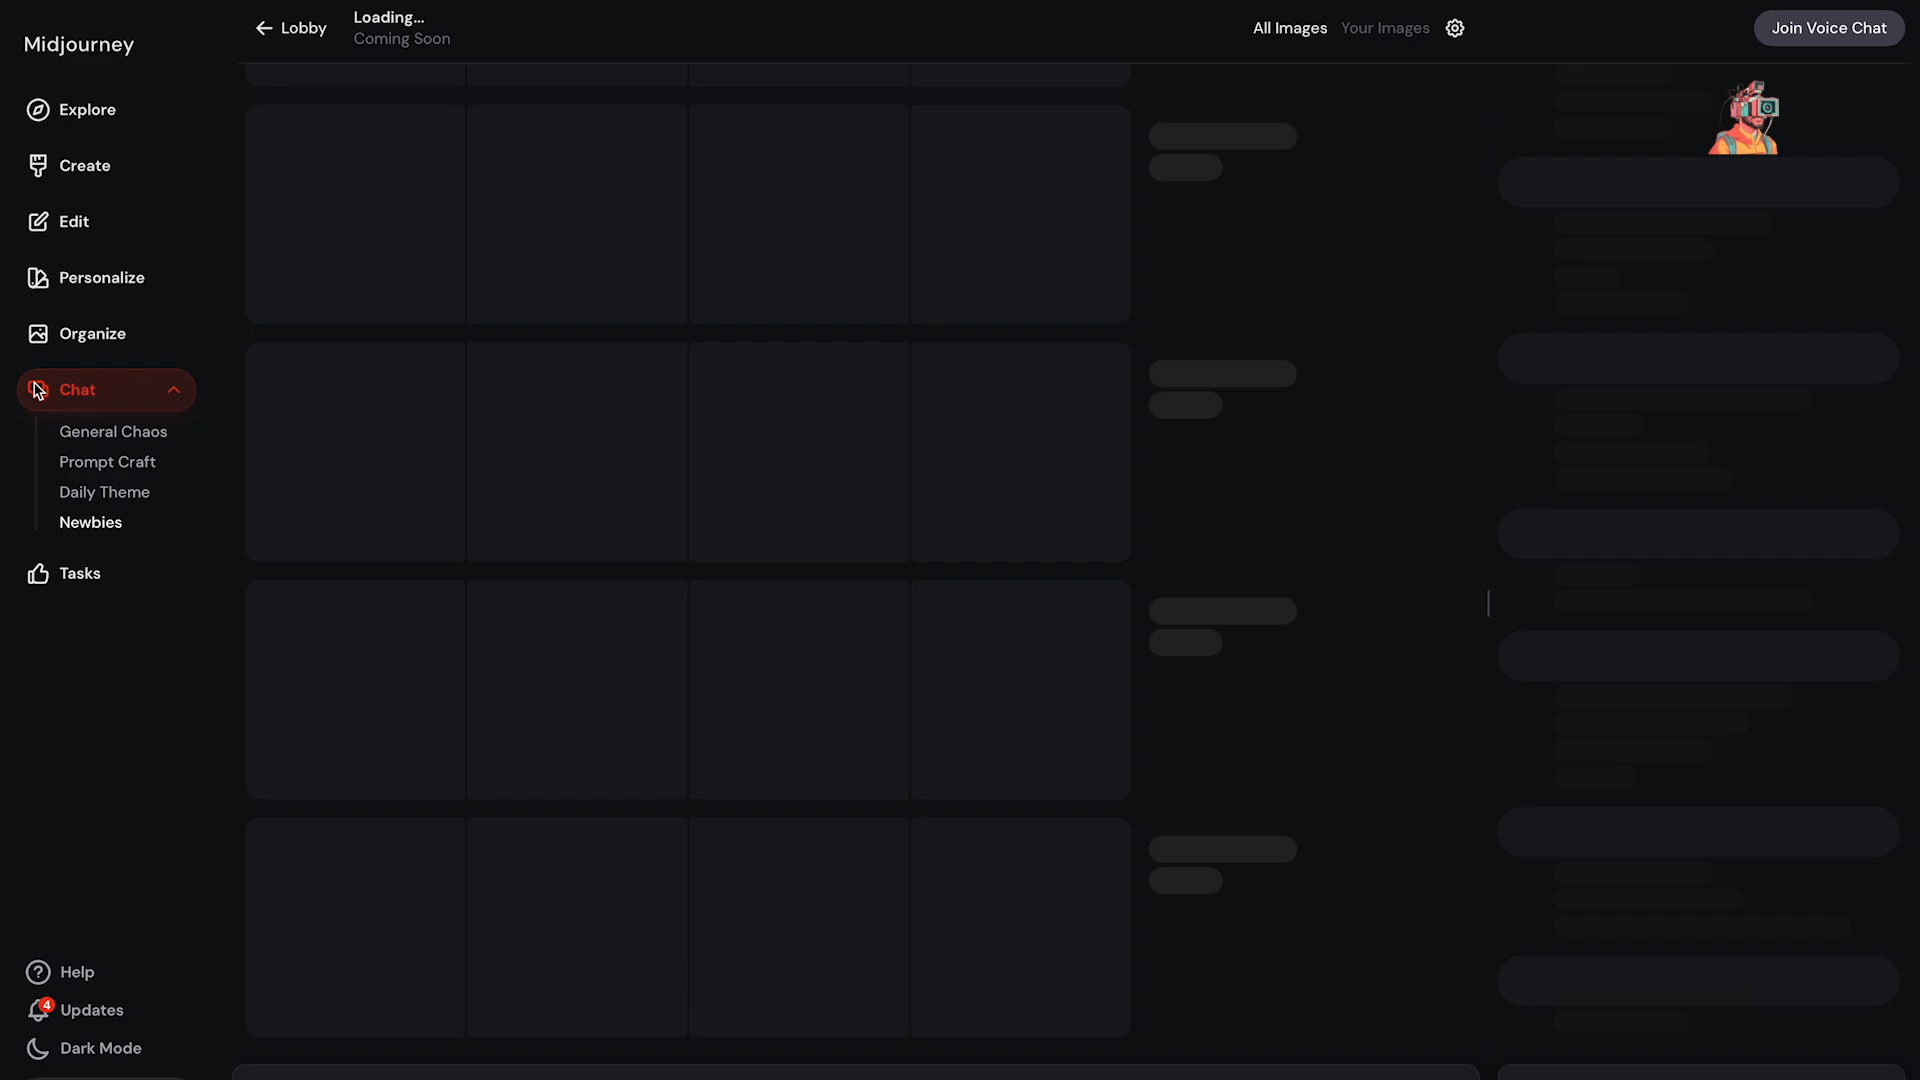 Midjourney
Explore
Create
Edit
Personalize
Organize
Chat
General Chaos
Prompt Craft
Daily Theme
Newbies
Tasks
Help
4
Updates
Dark Mode
Lobby
Loading...
Coming Soon
All Images
Your Images
Join Voice Chat